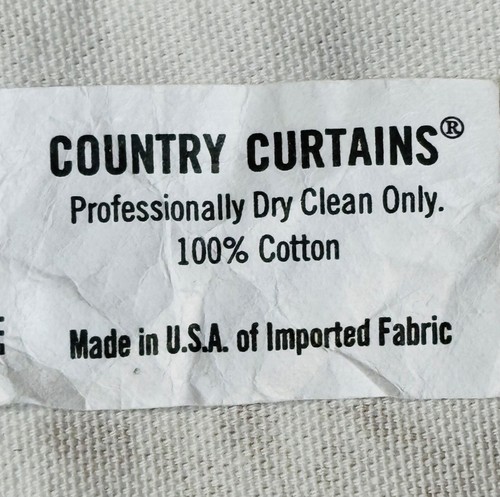 COUNTRY CURTAINS®
Professionally Dry Clean Only.
100% Cotton
E
Made in U.S.A. of Imported Fabric